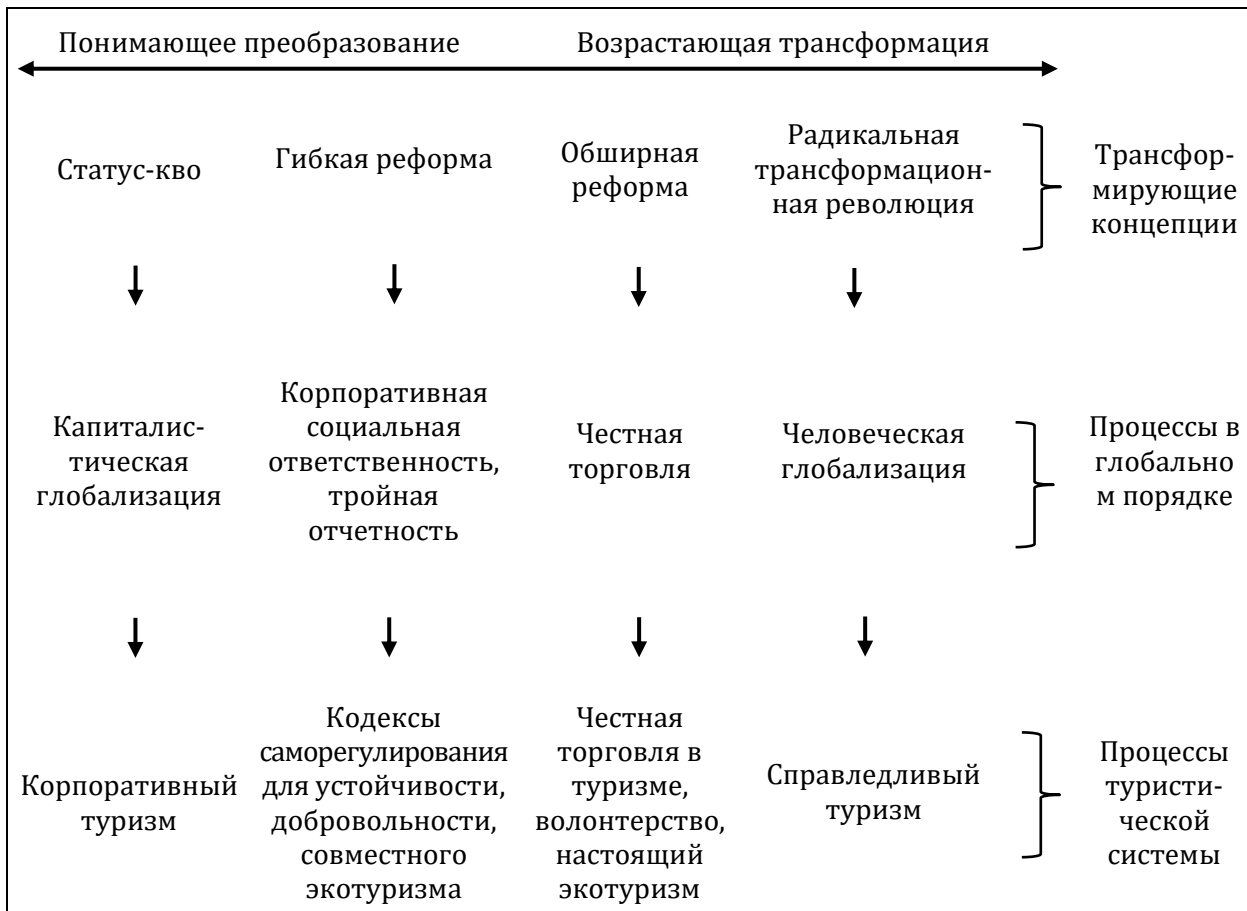 Понимающее преобразование
Возрастающая трансформация
Статус-кво
Гибкая реформа
Обширная
реформа
Радикальная
трансформацион-
ная революция
Трансфор-
мирующие
концепции
Капиталис-
тическая
глобализация
Корпоративная
социальная
ответственность,
тройная
отчетность
Честная
торговля
Человеческая
глобализация
Процессы в
глобально
м порядке
Корпоративный
туризм
Кодексы
саморегулирования
для устойчивости,
добровольности,
совместного
экотуризма
Честная
торговля в
туризме,
волонтерство,
настоящий
экотуризм
Справледливый
туризм
Процессы
туристи-
ческой
системы